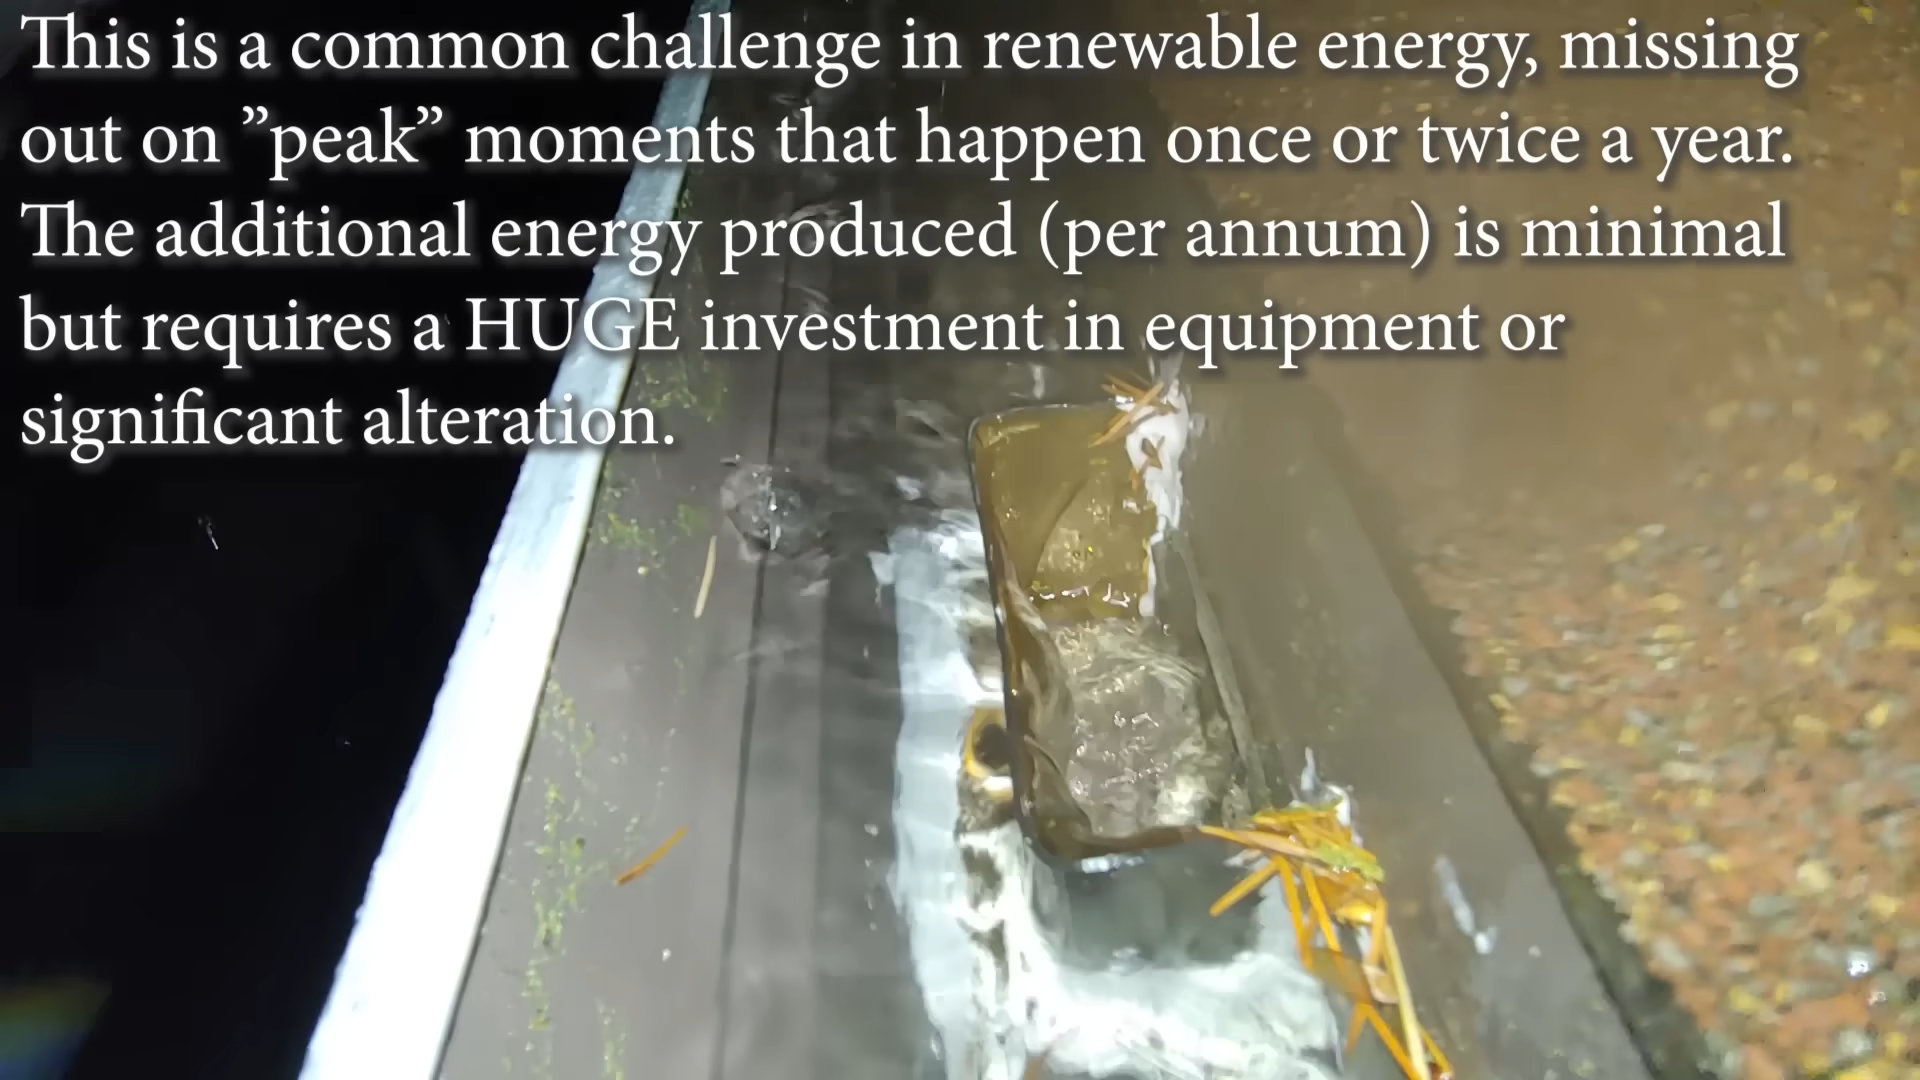 This is a common challenge in renewable energy, missing
out on ”peak” moments that happen once or twice a year.
The additional energy produced (per annum) is minimal
but requires a HUGE investment in equipment or
significant alteration.